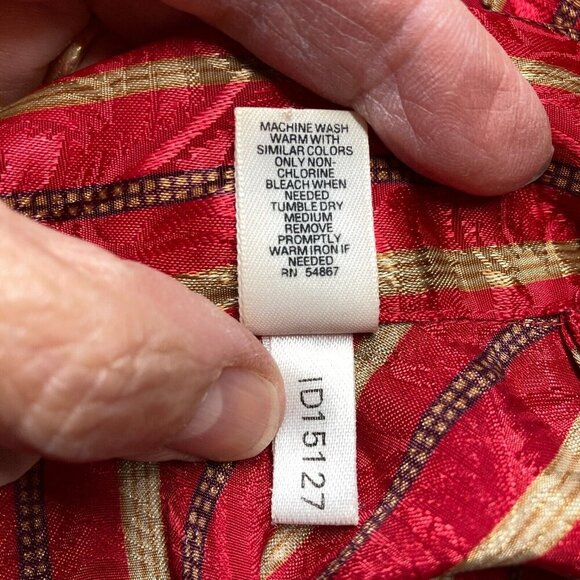 MACHINE WASH
WARM WITH
SIMILAR COLORS
ONLY NON-
CHLORINE
BLEACH WHEN
NEEDED
TUMBLE DRY
MEDIUM
REMOVE
PROMPTLY
WARM IRON IF
NEEDED
RN 54867
ID15127